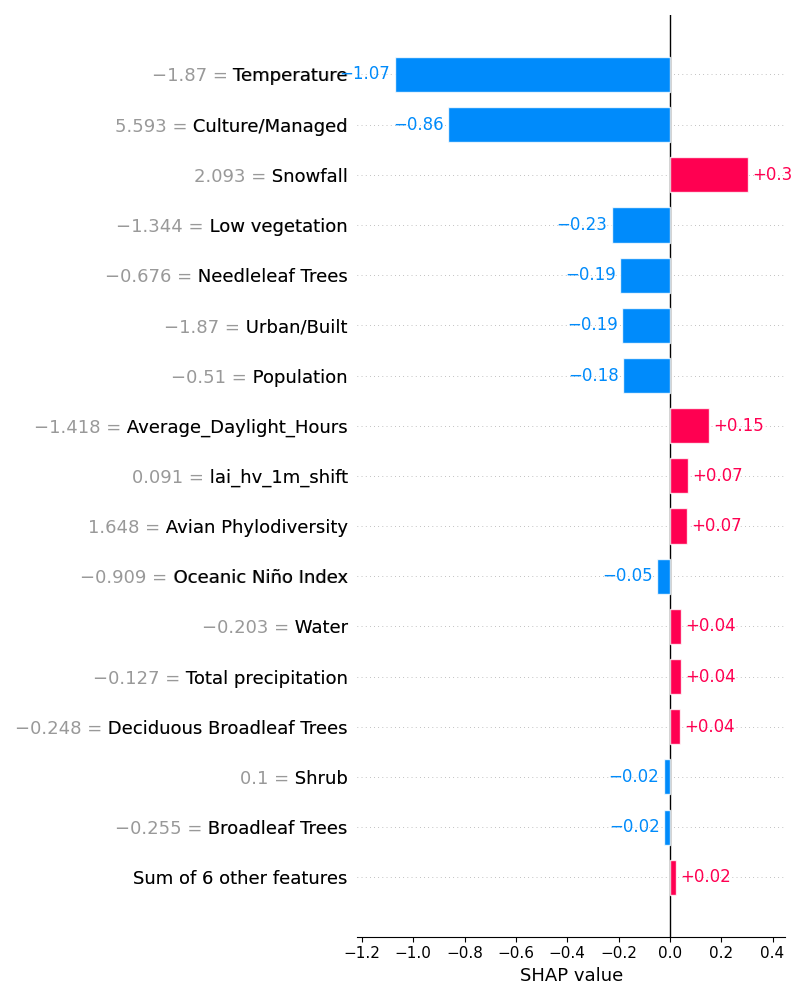 −1.87 = Temperature −1.07
5.593 = Culture/Managed −0.86
2.093 = Snowfall +0.3
−1.344 = Low vegetation −0.23
−0.676 = Needleleaf Trees −0.19
−1.87 = Urban/Built −0.19
−0.51 = Population −0.18
−1.418 = Average_Daylight_Hours +0.15
0.091 = lai_hv_1m_shift +0.07
1.648 = Avian Phylodiversity +0.07
−0.909 = Oceanic Niño Index −0.05
−0.203 = Water +0.04
−0.127 = Total precipitation +0.04
−0.248 = Deciduous Broadleaf Trees +0.04
0.1 = Shrub −0.02
−0.255 = Broadleaf Trees −0.02
Sum of 6 other features +0.02
−1.2 −1.0 −0.8 −0.6 −0.4 −0.2 0.0 0.2 0.4
SHAP value